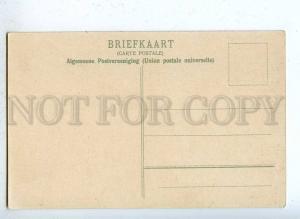 BRIEFKAART
(CARTE POSTALE)
Algemeene Postvereeniging (Union postale universelle)
NOT FOR COPY